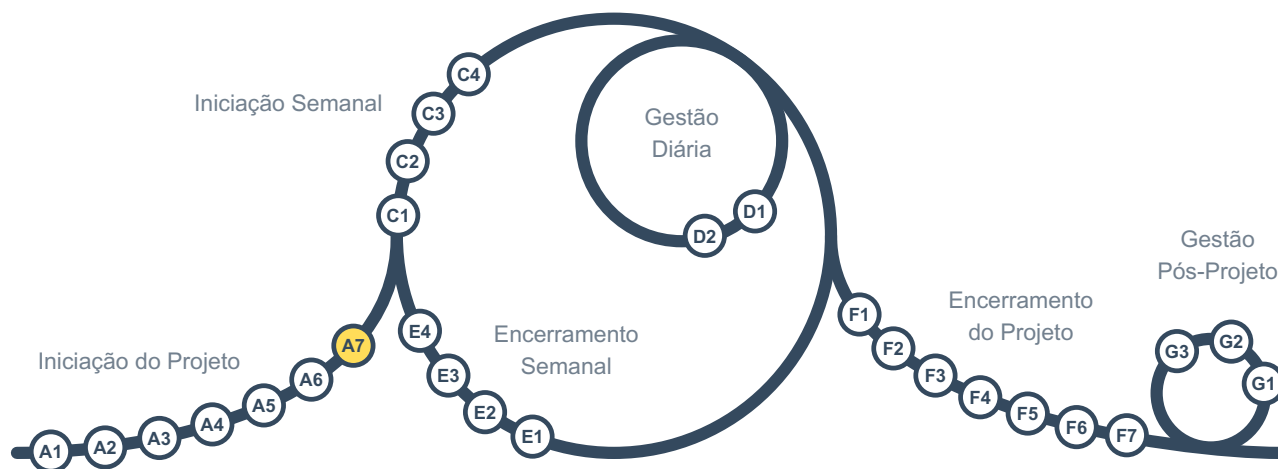 Iniciação do Projeto
A1
A2
A3
A4
A5
A6
A7
Iniciação Semanal
C1
C2
C3
C4
Gestão
Diária
D1
D2
Encerramento
Semanal
E1
E2
E3
E4
Encerramento
do Projeto
F1
F2
F3
F4
F5
F6
F7
Gestão
Pós-Projeto
G1
G2
G3